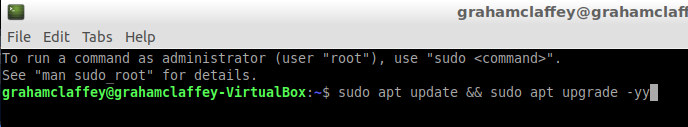 grahamclaffey@grahamclaff
File Edit Tabs Help
To run a command as administrator (user "root"), use "sudo <command>".
See "man sudo_root" for details.
grahamclaffey@grahamclaffey-VirtualBox:~$ sudo apt update && sudo apt upgrade -yy